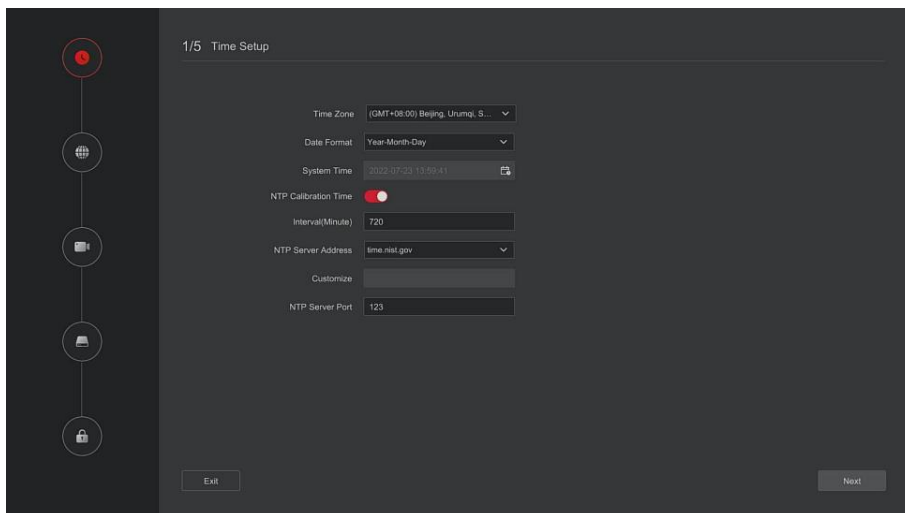 1/5 Time Setup
Time Zone (GMT+08:00) Beijing, Urumqi, S...
Date Format Year-Month-Day
System Time 2022-07-23 13:59:41
NTP Calibration Time
Interval(Minute) 720
NTP Server Address time.nist.gov
Customize
NTP Server Port 123
Exit Next